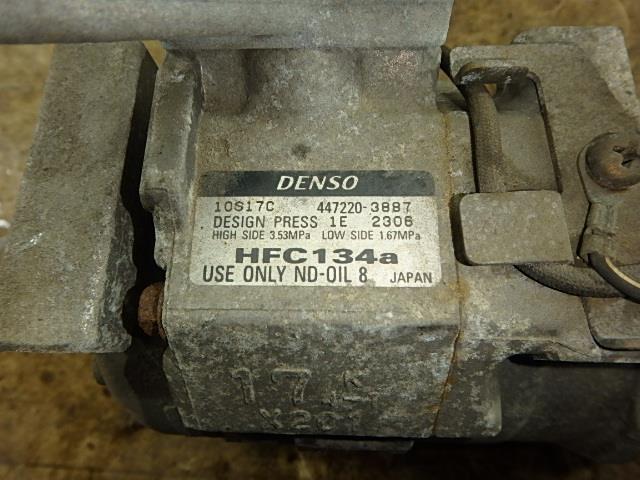 DENSO
10S17C 447220-3887
DESIGN PRESS 1E 2306
HIGH SIDE 3.53MPa LOW SIDE 1.67MPa
HFC134a
USE ONLY ND-OIL 8 JAPAN